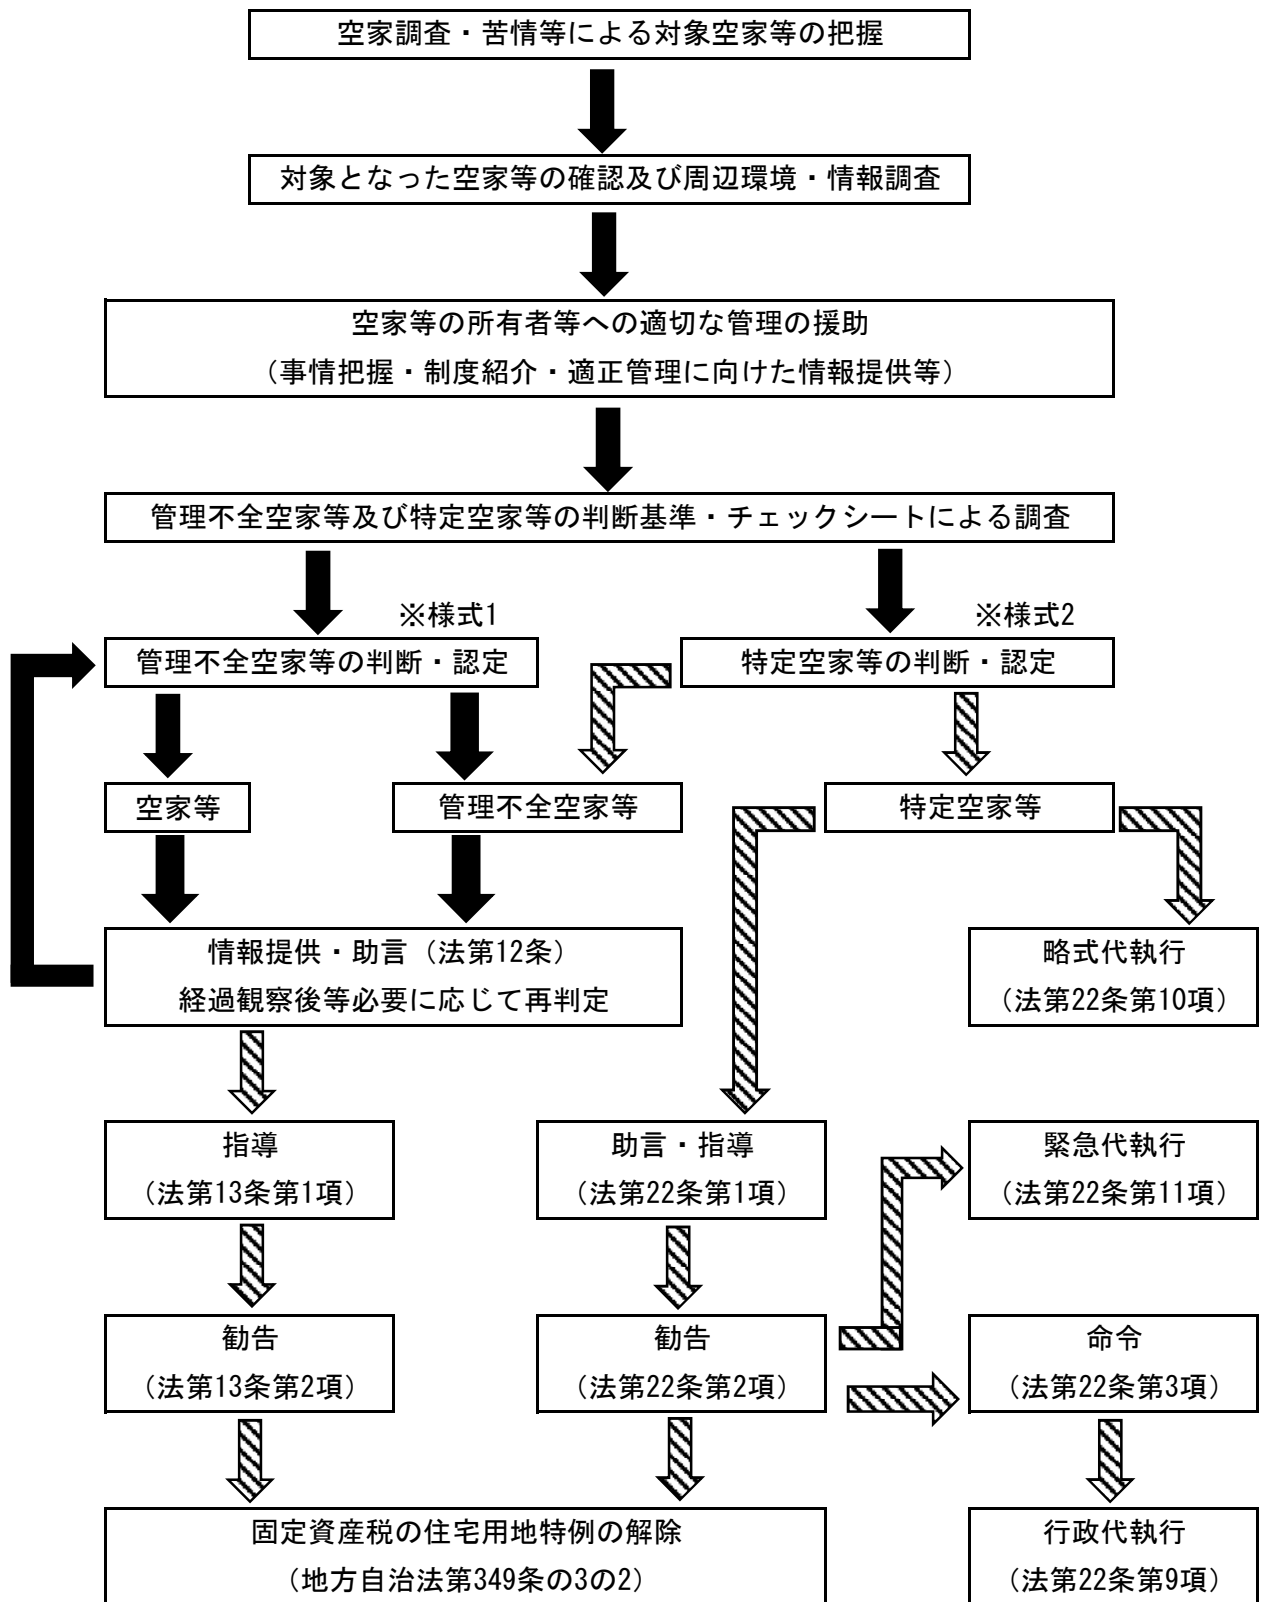 空家調査・苦情等による対象空家等の把握
対象となった空家等の確認及び周辺環境・情報調査
空家等の所有者等への適切な管理の援助
（事情把握・制度紹介・適正管理に向けた情報提供等）
管理不全空家等及び特定空家等の判断基準・チェックシートによる調査
※様式1
※様式2
管理不全空家等の判断・認定
特定空家等の判断・認定
空家等
管理不全空家等
特定空家等
情報提供・助言（法第12条）
経過観察後等必要に応じて再判定
略式代執行
（法第22条第10項）
指導
（法第13条第1項）
助言・指導
（法第22条第1項）
緊急代執行
（法第22条第11項）
勧告
（法第13条第2項）
勧告
（法第22条第2項）
命令
（法第22条第3項）
固定資産税の住宅用地特例の解除
（地方自治法第349条の3の2）
行政代執行
（法第22条第9項）